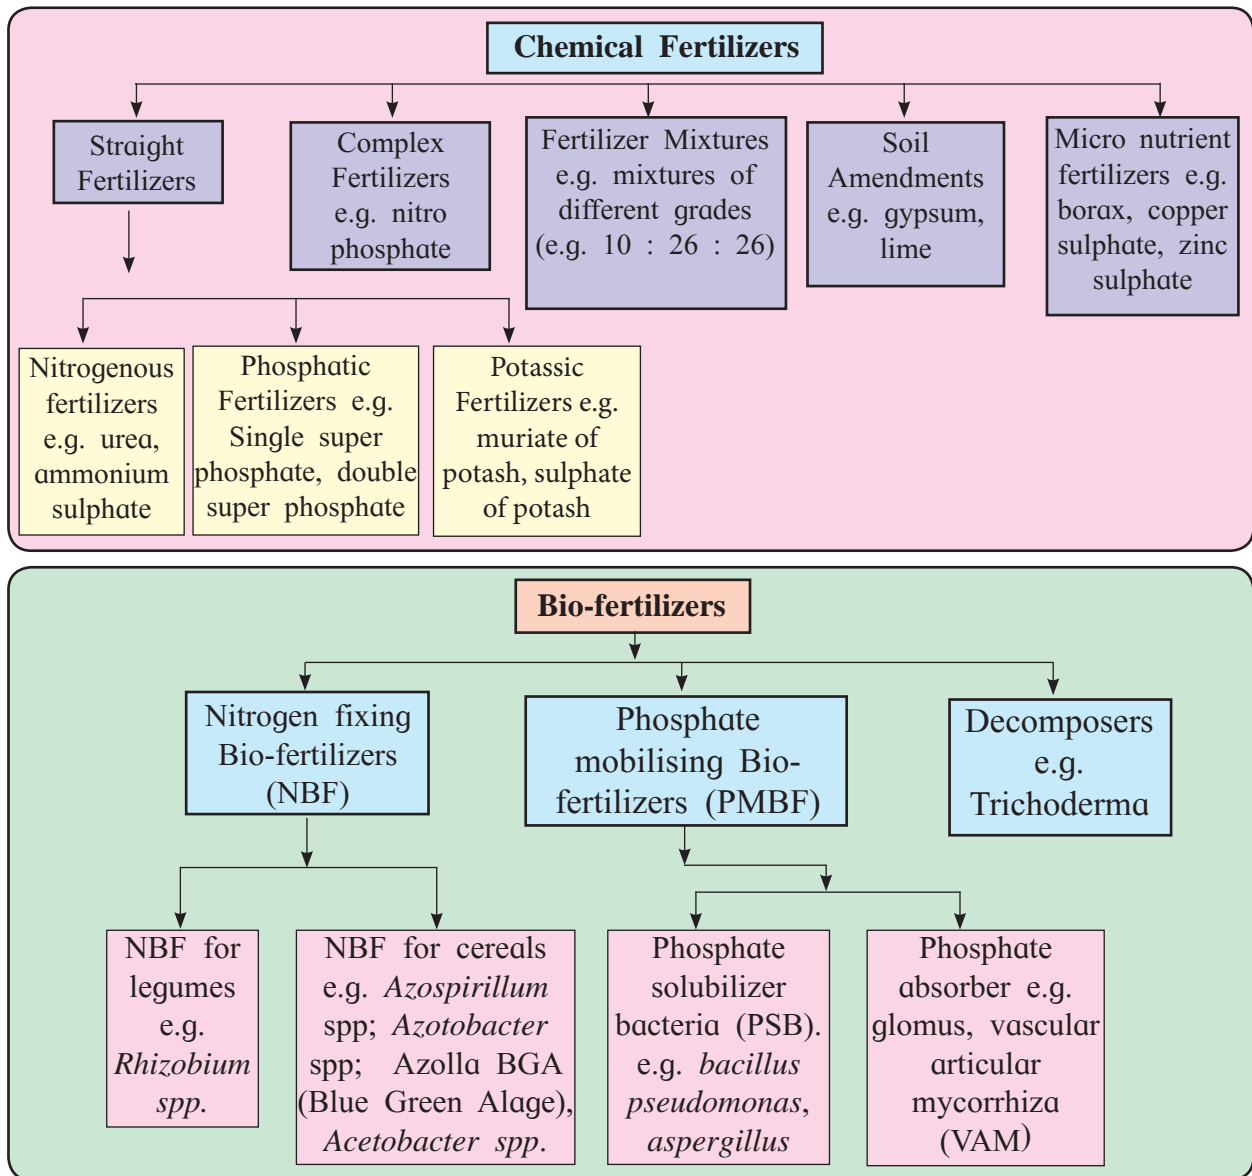 Chemical Fertilizers
Straight
Fertilizers
Complex
Fertilizers
e.g. nitro
phosphate
Fertilizer Mixtures
e.g. mixtures of
different grades
(e.g. 10 : 26 : 26)
Soil
Amendments
e.g. gypsum,
lime
Micro nutrient
fertilizers e.g.
borax, copper
sulphate, zinc
sulphate
Nitrogenous
fertilizers
e.g. urea,
ammonium
sulphate
Phosphatic
Fertilizers e.g.
Single super
phosphate, double
super phosphate
Potassic
Fertilizers e.g.
muriate of
potash, sulphate
of potash
Bio-fertilizers
Nitrogen fixing
Bio-fertilizers
(NBF)
Phosphate
mobilising Bio-
fertilizers (PMBF)
Decomposers
e.g.
Trichoderma
NBF for
legumes
e.g.
Rhizobium
spp.
NBF for cereals
e.g. Azospirillum
spp; Azotobacter
spp; Azolla BGA
(Blue Green Alage),
Acetobacter spp.
Phosphate
solubilizer
bacteria (PSB).
e.g. bacillus
pseudomonas,
aspergillus
Phosphate
absorber e.g.
glomus, vascular
articular
mycorrhiza
(VAM)